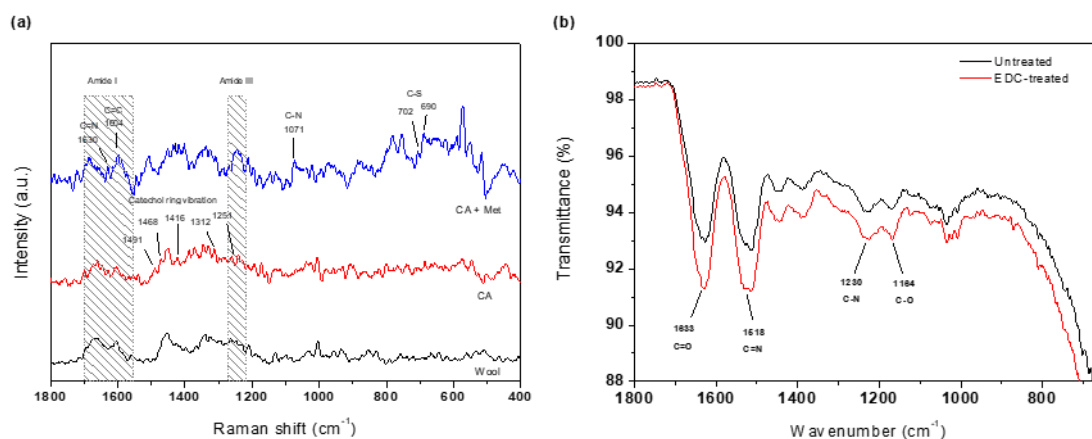 (a)
Amide I
Amide III
C=N
1630
C=C
1604
C-N
1071
C-S
702
690
CA + Met
Catechol ring vibration
1491
1468
1416
1312
1251
CA
Wool
Intensity (a.u.)
1800 1600 1400 1200 1000 800 600 400
Raman shift (cm-1)
(b)
Untreated
EDC-treated
100
98
96
94
92
90
88
Transmittance (%)
1633
C=O
1518
C=N
1230
C-N
1164
C-O
1800 1600 1400 1200 1000 800
Wavenumber (cm-1)